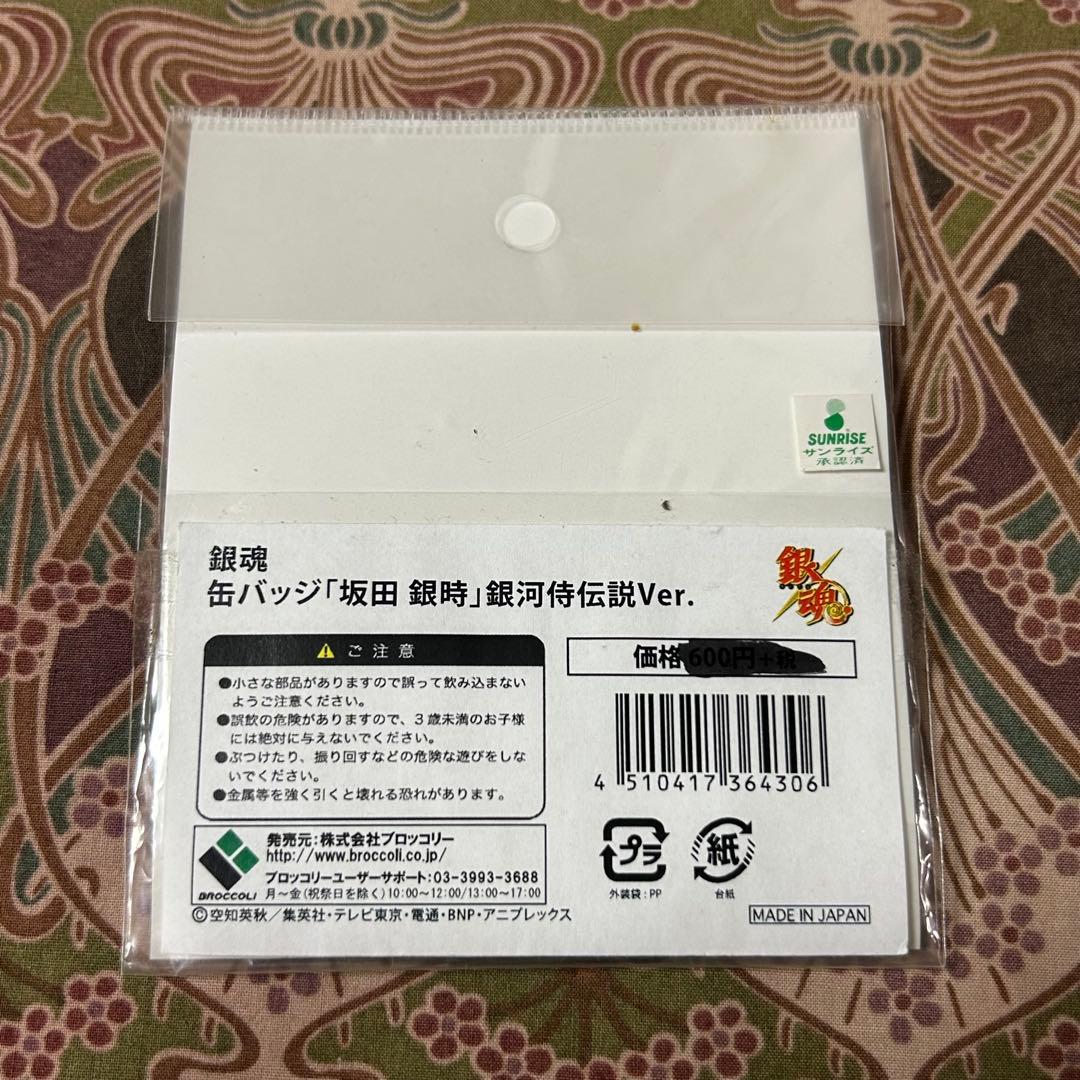 SUNRISE
サンライズ
承認済
銀魂
缶バッジ「坂田 銀時」銀河侍伝説Ver.
銀魂
ご注意
●小さな部品がありますので誤って飲み込まない
ようご注意ください。
●誤飲の危険がありますので、3歳未満のお子様
には絶対に与えないでください。
●ぶつけたり、振り回すなどの危険な遊びをしな
いでください。
●金属等を強く引くと壊れる恐れがあります。
価格 600円+税
4 510417 364306
発売元:株式会社ブロッコリー
http://www.broccoli.co.jp/
ブロッコリーユーザーサポート:03-3993-3688
月～金(祝祭日を除く)10:00～12:00/13:00～17:00
BROCCOLI
プラ
外装袋:PP
紙
台紙
©空知英秋/集英社・テレビ東京・電通・BNP・アニプレックス
MADE IN JAPAN